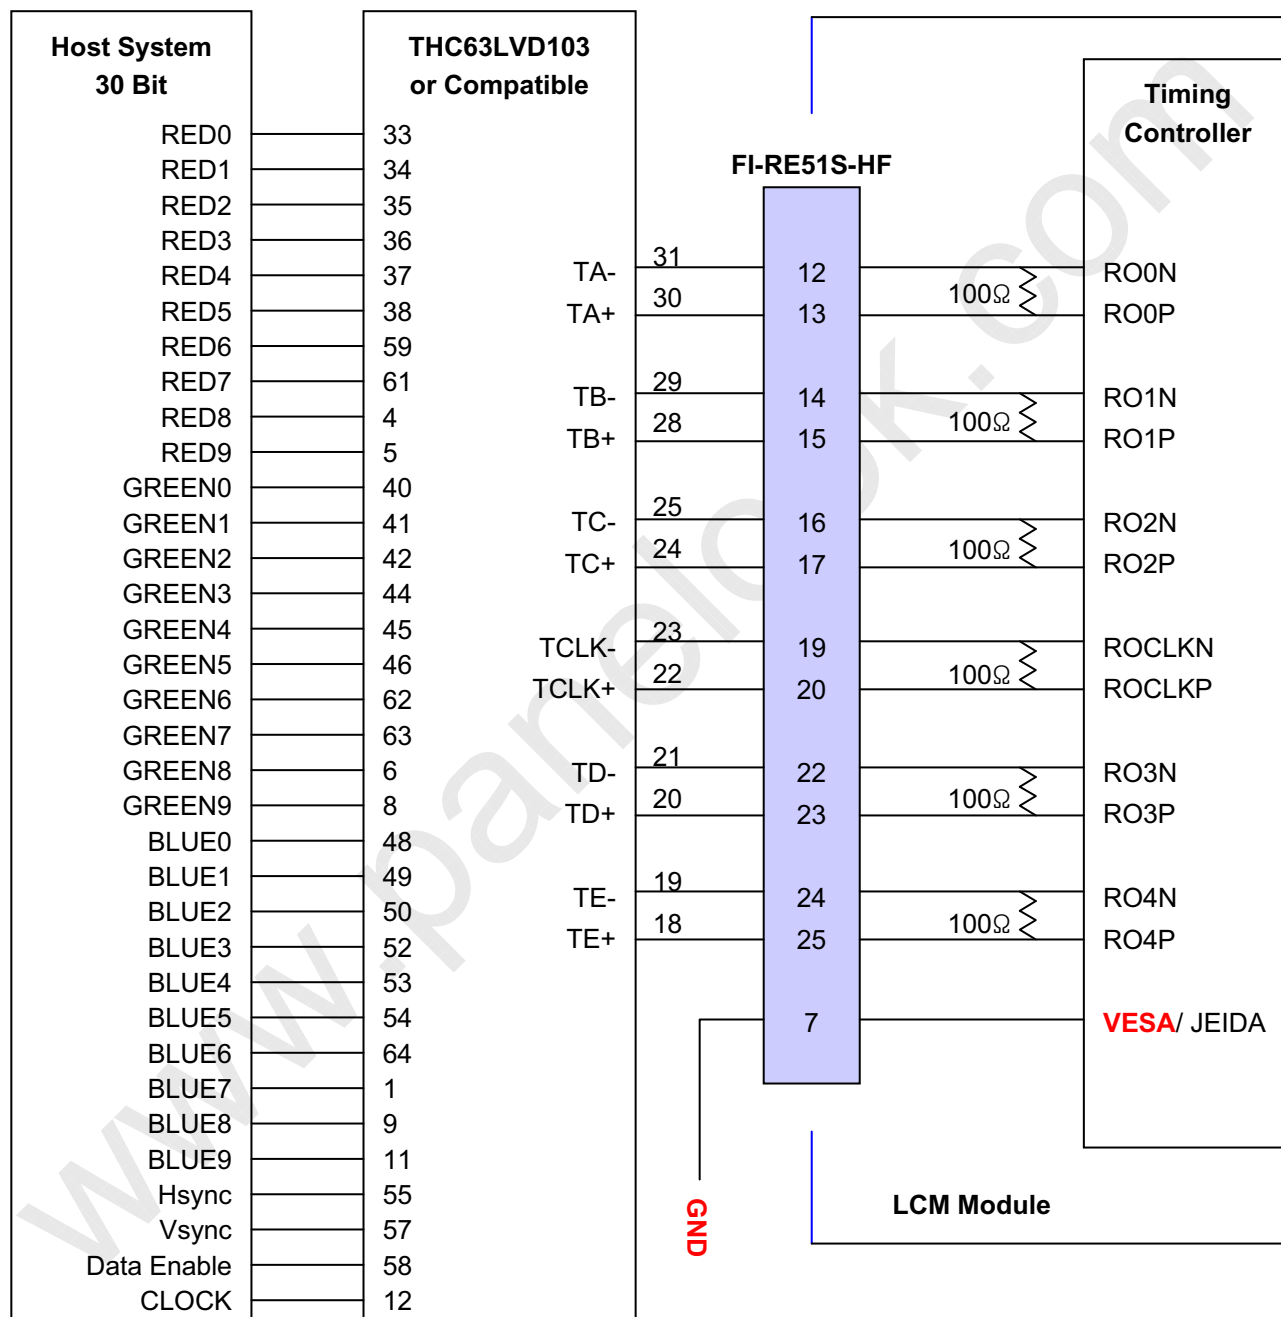 Host System
30 Bit
RED0
RED1
RED2
RED3
RED4
RED5
RED6
RED7
RED8
RED9
GREEN0
GREEN1
GREEN2
GREEN3
GREEN4
GREEN5
GREEN6
GREEN7
GREEN8
GREEN9
BLUE0
BLUE1
BLUE2
BLUE3
BLUE4
BLUE5
BLUE6
BLUE7
BLUE8
BLUE9
Hsync
Vsync
Data Enable
CLOCK
THC63LVD103
or Compatible
33
34
35
36
37
38
59
61
4
5
40
41
42
44
45
46
62
63
6
8
48
49
50
52
53
54
64
1
9
11
55
57
58
12
TA- 31
TA+ 30
TB- 29
TB+ 28
TC- 25
TC+ 24
TCLK- 23
TCLK+ 22
TD- 21
TD+ 20
TE- 19
TE+ 18
GND
FI-RE51S-HF
12
13
14
15
16
17
19
20
22
23
24
25
7
100Ω
100Ω
100Ω
100Ω
100Ω
100Ω
LCM Module
Timing
Controller
RO0N
RO0P
RO1N
RO1P
RO2N
RO2P
ROCLKN
ROCLKP
RO3N
RO3P
RO4N
RO4P
VESA/ JEIDA
www.panelook.com